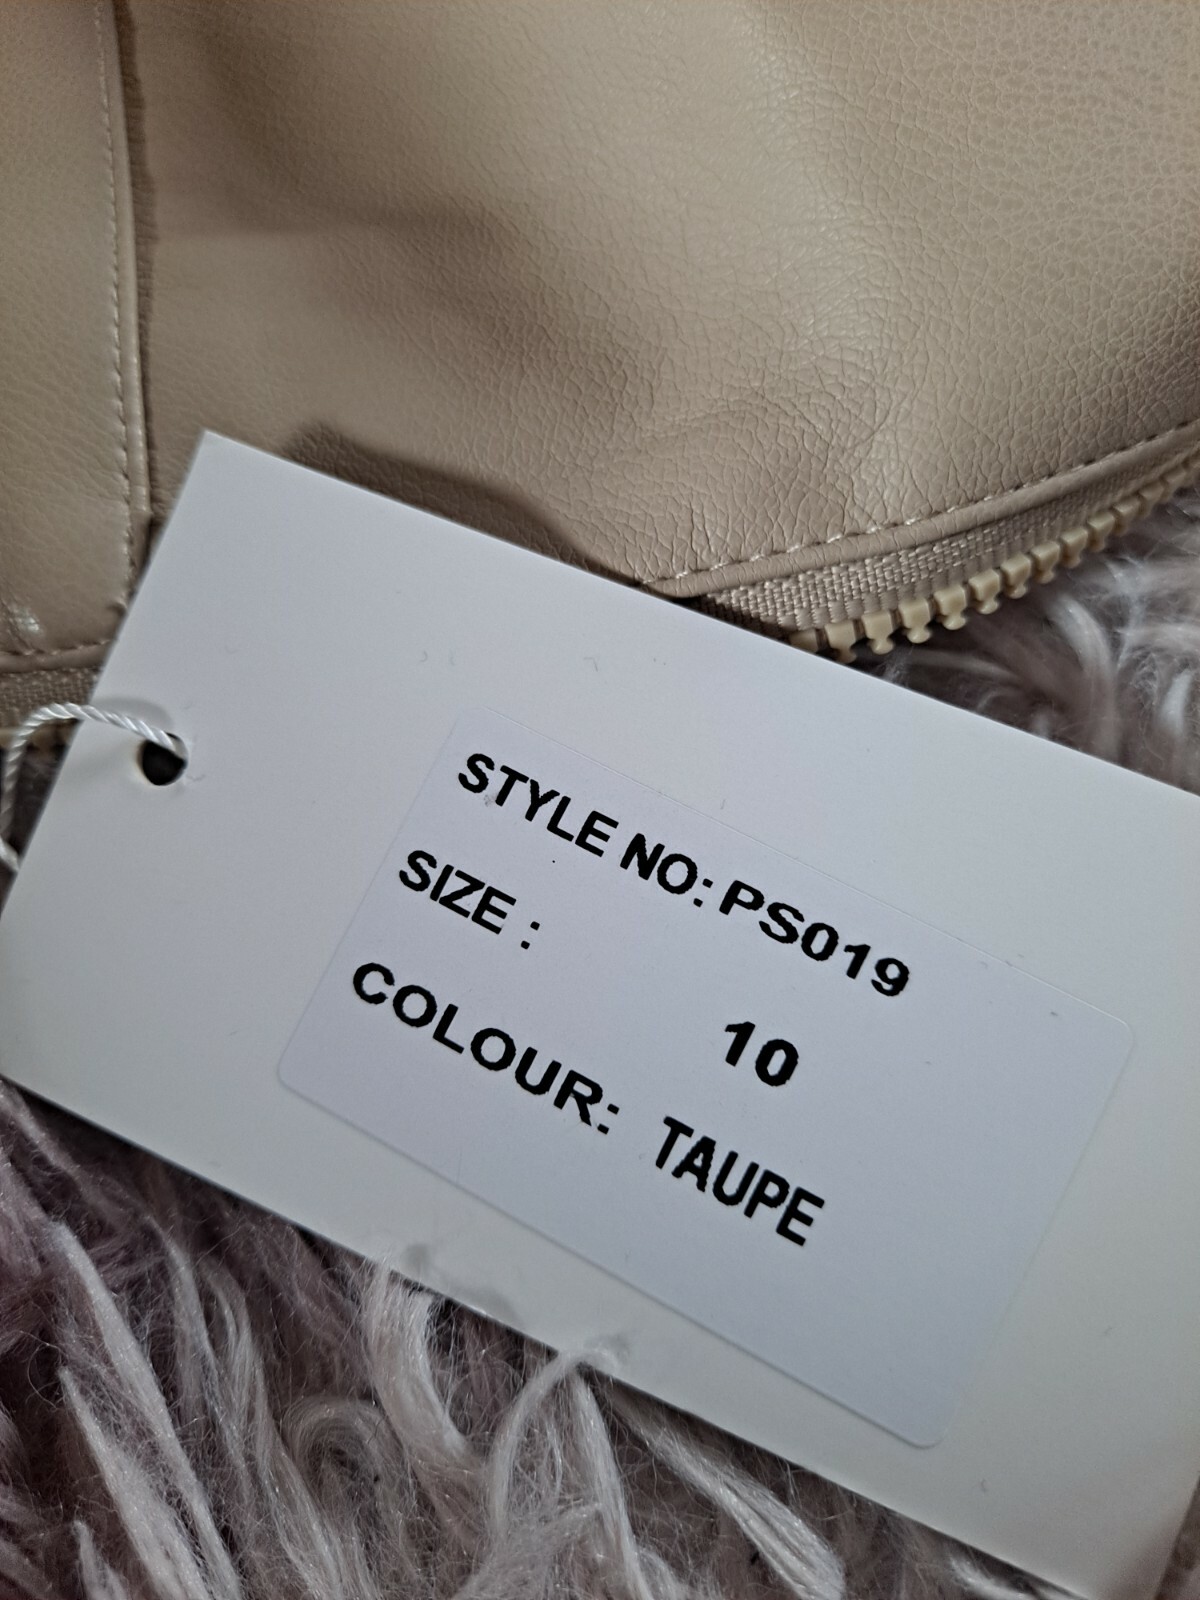 STYLE NO: PS019
SIZE : 10
COLOUR: TAUPE